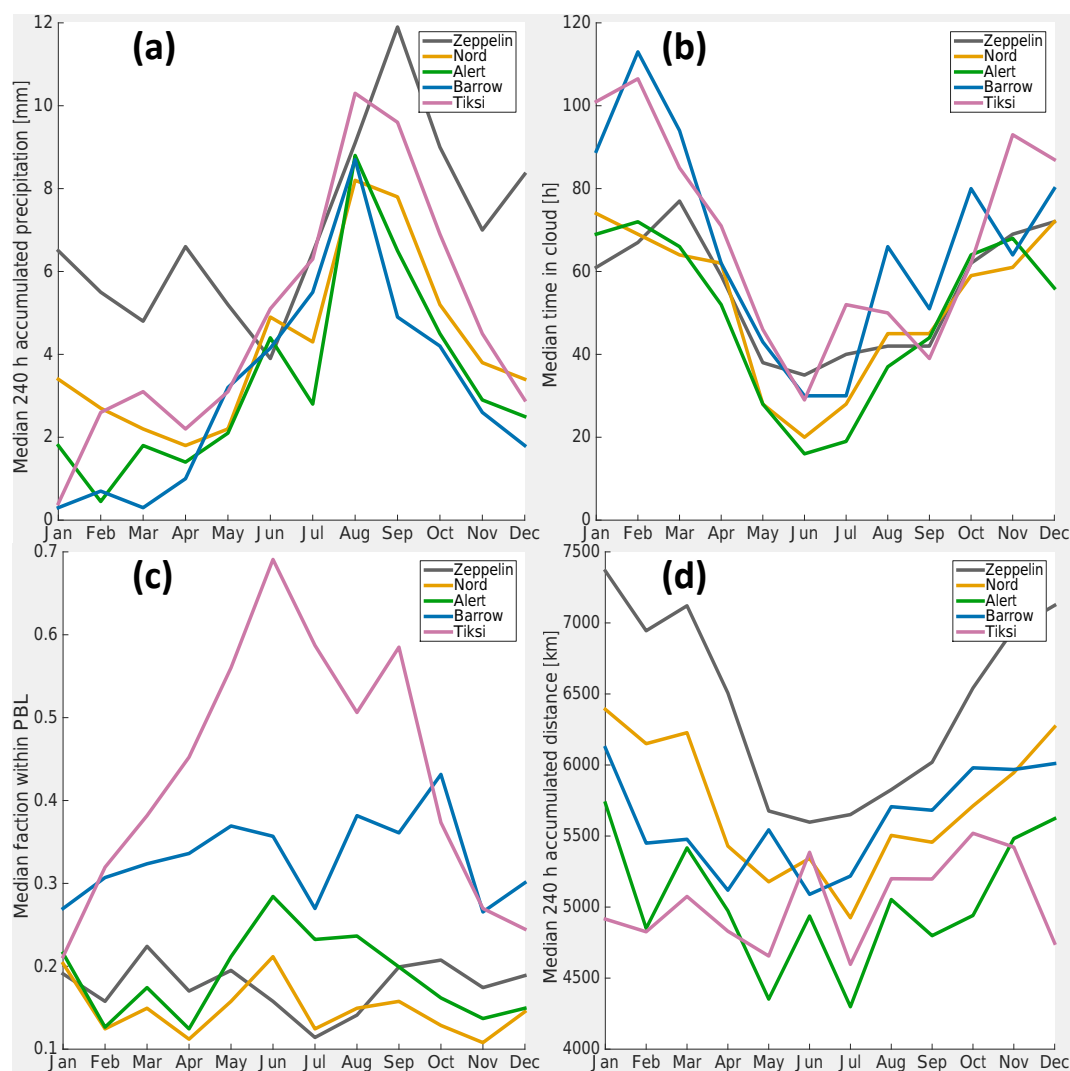 (a)
Median 240 h accumulated precipitation [mm]
12
10
8
6
4
2
0
Zeppelin
Nord
Alert
Barrow
Tiksi
Jan Feb Mar Apr May Jun Jul Aug Sep Oct Nov Dec
(b)
Median time in cloud [h]
120
100
80
60
40
20
0
Zeppelin
Nord
Alert
Barrow
Tiksi
Jan Feb Mar Apr May Jun Jul Aug Sep Oct Nov Dec
(c)
Median faction within PBL
0.7
0.6
0.5
0.4
0.3
0.2
0.1
Zeppelin
Nord
Alert
Barrow
Tiksi
Jan Feb Mar Apr May Jun Jul Aug Sep Oct Nov Dec
(d)
Median 240 h accumulated distance [km]
7500
7000
6500
6000
5500
5000
4500
4000
Zeppelin
Nord
Alert
Barrow
Tiksi
Jan Feb Mar Apr May Jun Jul Aug Sep Oct Nov Dec